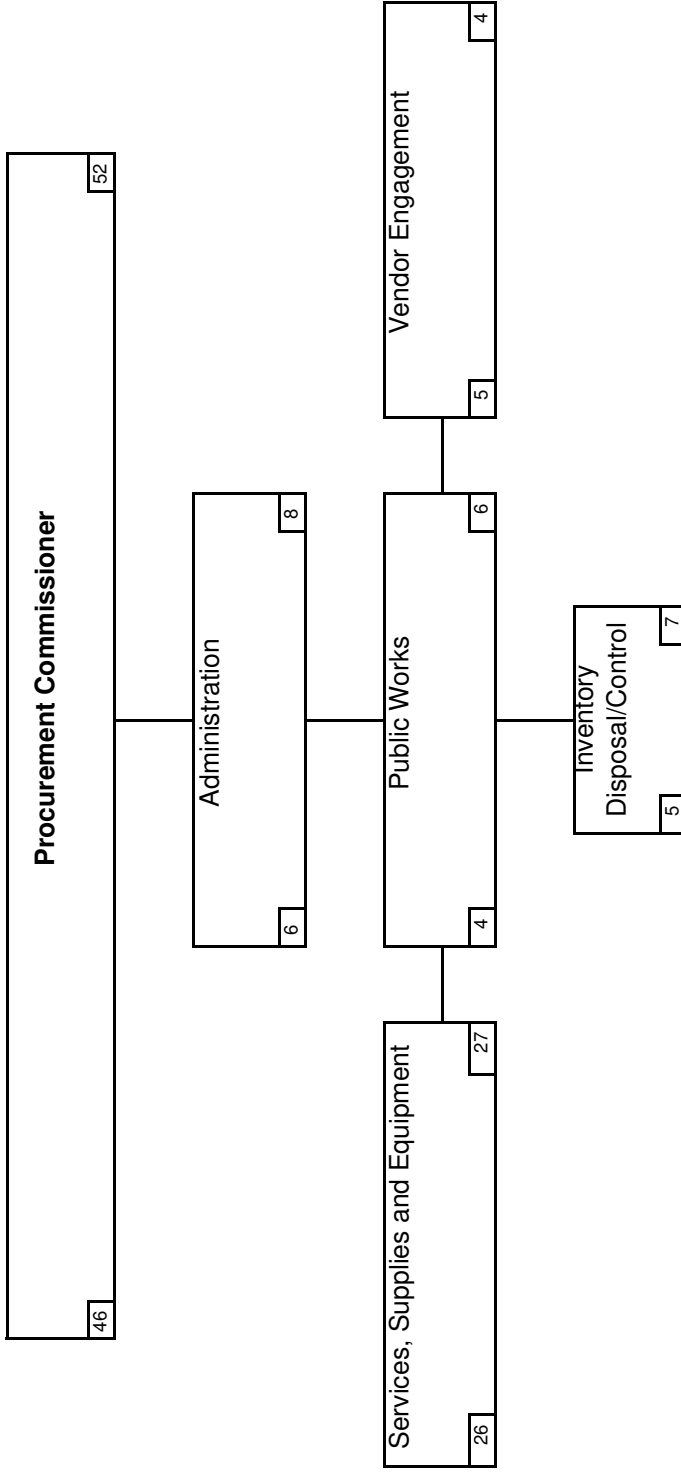 Procurement Commissioner
46
52
Administration
6
8
Services, Supplies and Equipment
26
27
Public Works
4
6
Vendor Engagement
5
4
Inventory
Disposal/Control
5
7